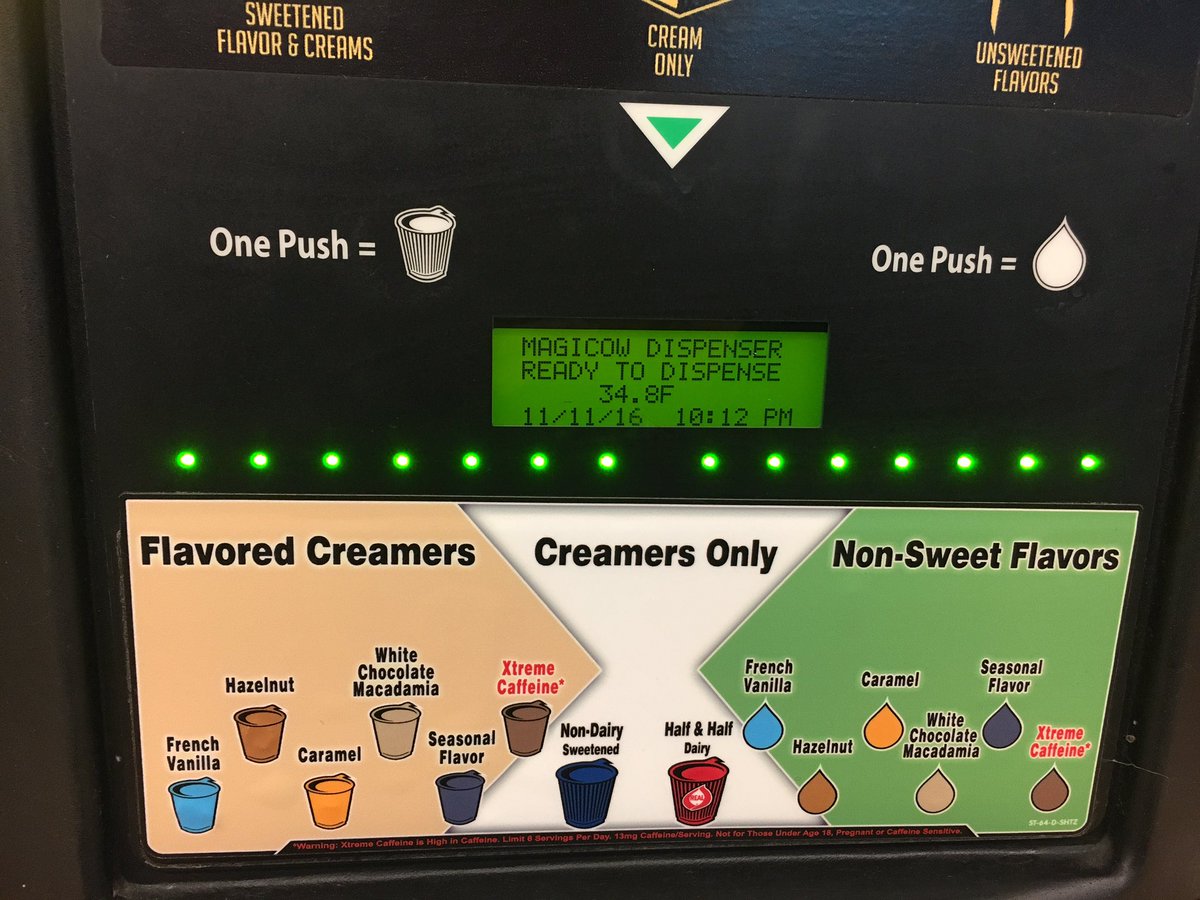 SWEETENED
FLAVOR & CREAMS
CREAM
ONLY
UNSWEETENED
FLAVORS
One Push =
One Push =
MAGICOW DISPENSER
READY TO DISPENSE
34.8F
11/11/16 10:12 PM
Flavored Creamers
Creamers Only
Non-Sweet Flavors
French
Vanilla
Hazelnut
Caramel
White
Chocolate
Macadamia
Seasonal
Flavor
Xtreme
Caffeine*
Non-Dairy
Sweetened
Half & Half
Dairy
REAL
French
Vanilla
Hazelnut
Caramel
White
Chocolate
Macadamia
Seasonal
Flavor
Xtreme
Caffeine*
ST-64-D-SHTZ
*Warning: Xtreme Caffeine is High in Caffeine. Limit 6 Servings Per Day. 13mg Caffeine/Serving. Not for Those Under Age 18, Pregnant or Caffeine Sensitive.